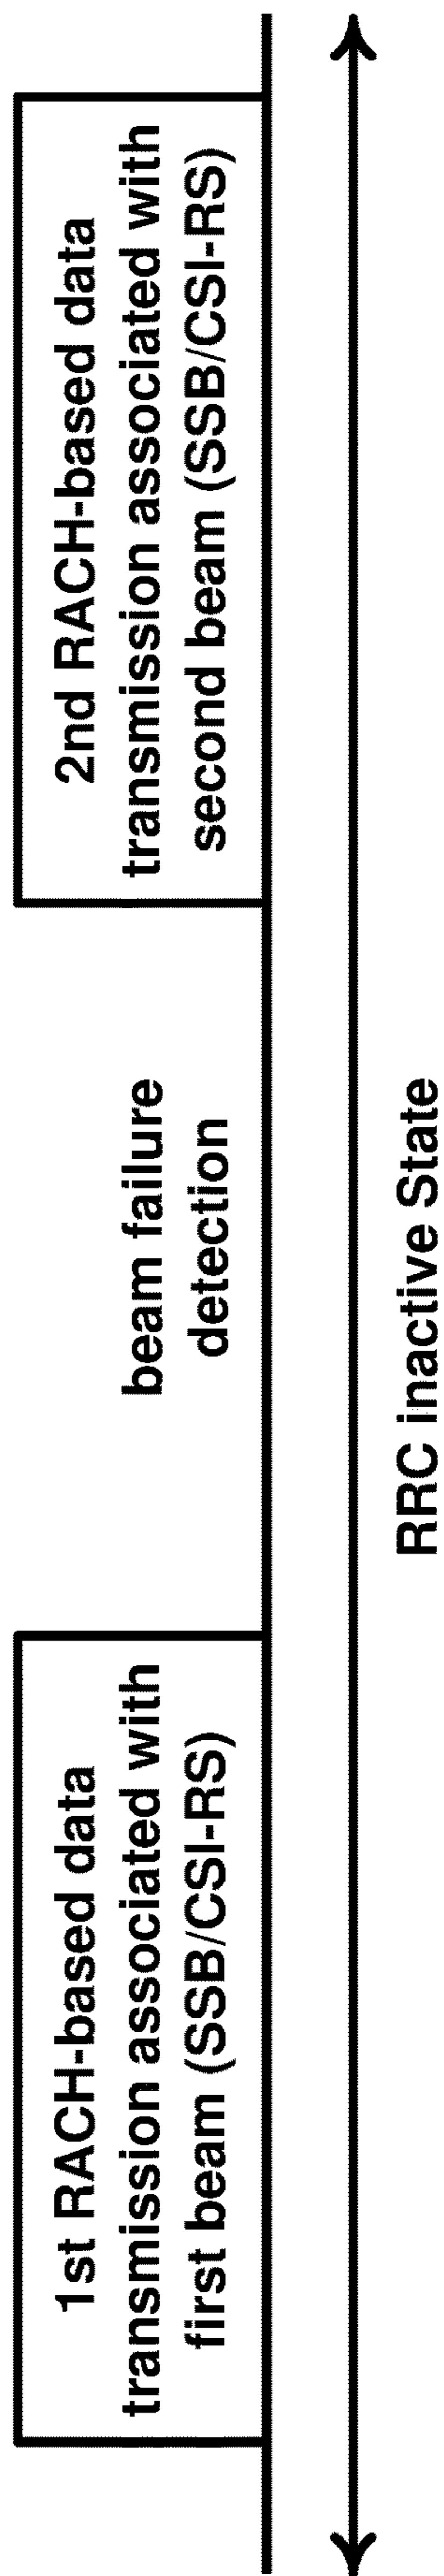 1st RACH-based data
transmission associated with
first beam (SSB/CSI-RS)
beam failure
detection
2nd RACH-based data
transmission associated with
second beam (SSB/CSI-RS)
RRC inactive State